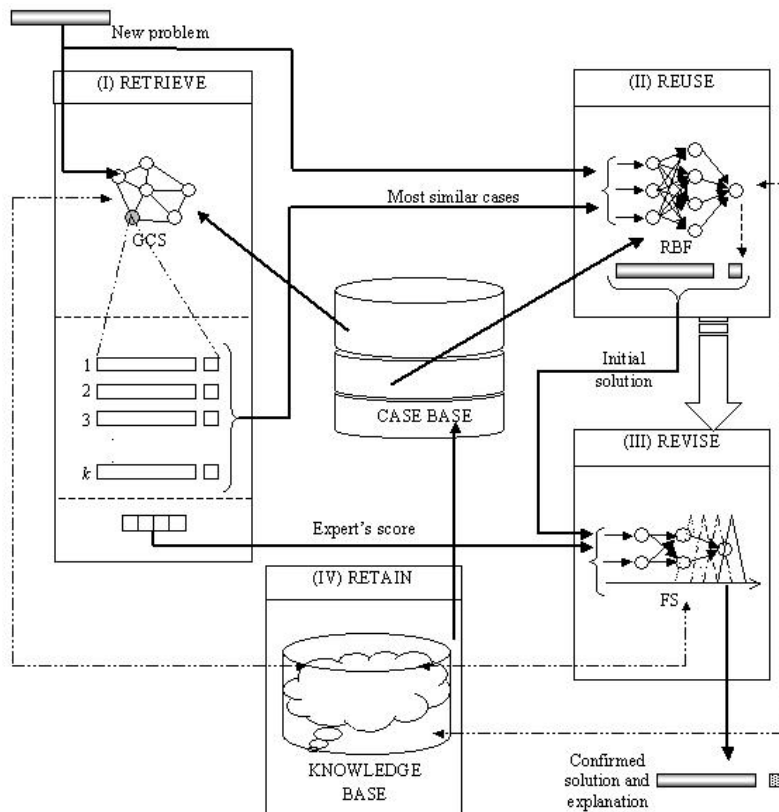 New problem
(I) RETRIEVE
(II) REUSE
GCS
Most similar cases
RBF
1
2
3
k
CASE BASE
Initial
solution
(III) REVISE
Expert's score
FS
(IV) RETAIN
KNOWLEDGE
BASE
Confirmed
solution and
explanation